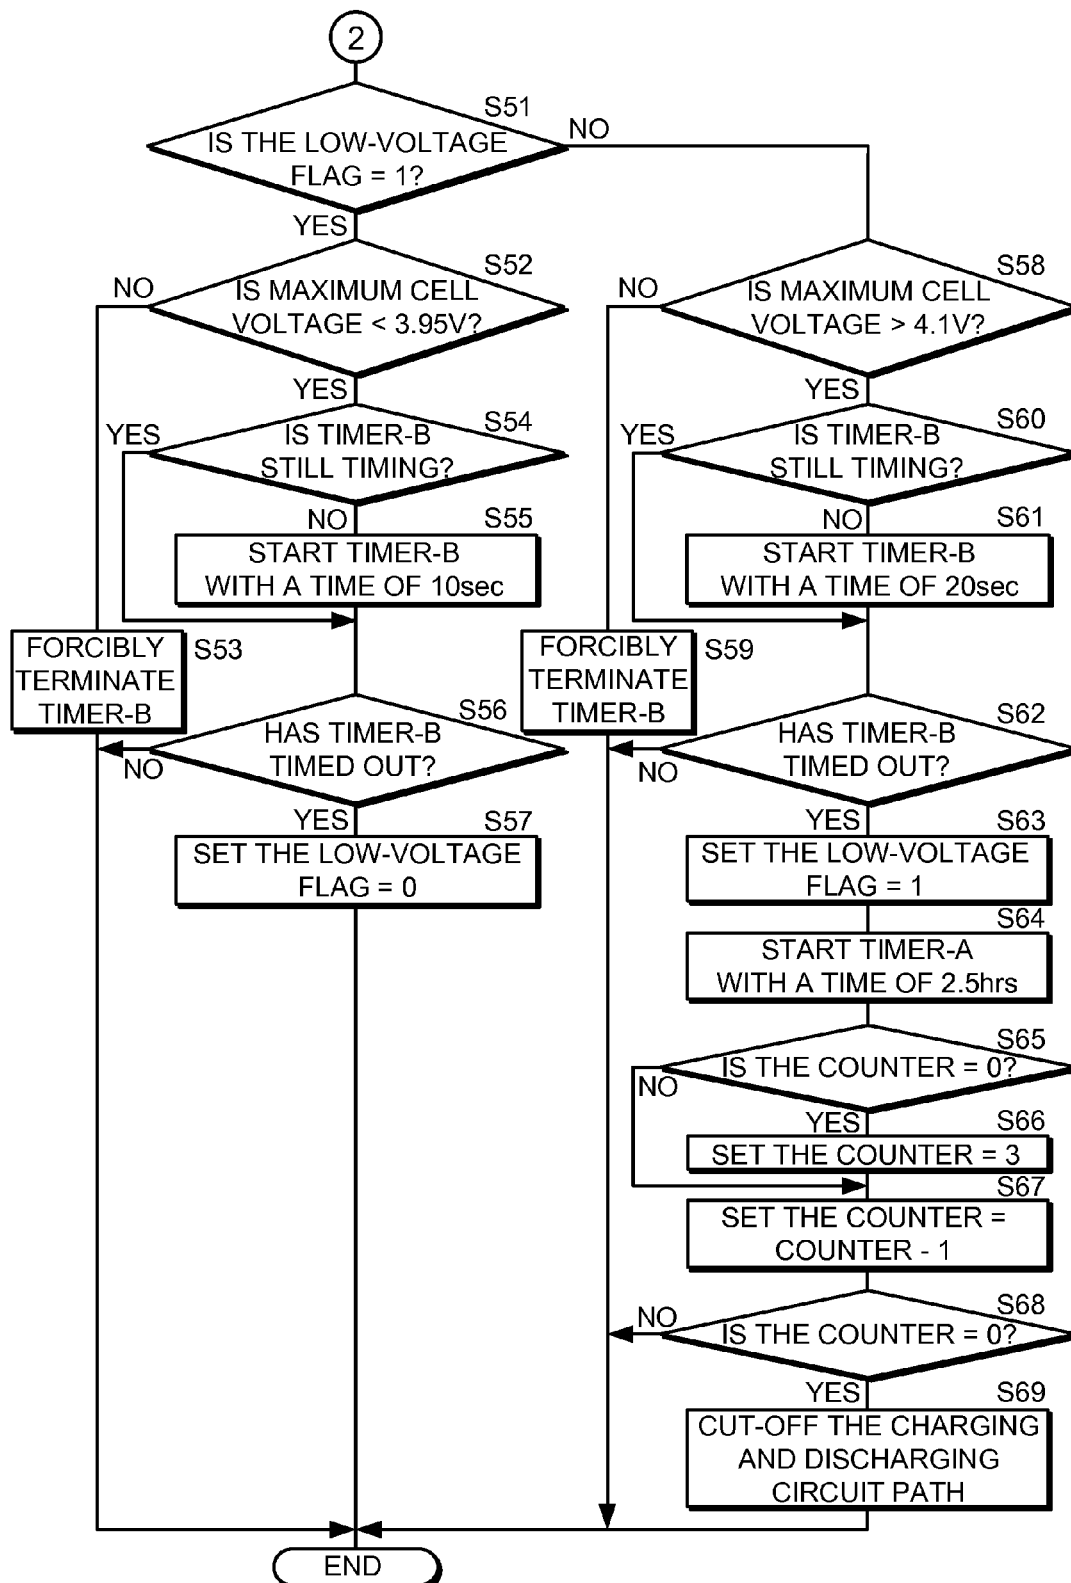 2
S51
IS THE LOW-VOLTAGE
FLAG = 1?
NO
YES
S52
NO
IS MAXIMUM CELL
VOLTAGE < 3.95V?
YES
S54
YES
IS TIMER-B
STILL TIMING?
NO
S55
START TIMER-B
WITH A TIME OF 10sec
FORCIBLY
TERMINATE
TIMER-B
S53
S56
HAS TIMER-B
TIMED OUT?
NO
YES
S57
SET THE LOW-VOLTAGE
FLAG = 0
S58
NO
IS MAXIMUM CELL
VOLTAGE > 4.1V?
YES
S60
YES
IS TIMER-B
STILL TIMING?
NO
S61
START TIMER-B
WITH A TIME OF 20sec
FORCIBLY
TERMINATE
TIMER-B
S59
S62
HAS TIMER-B
TIMED OUT?
NO
YES
S63
SET THE LOW-VOLTAGE
FLAG = 1
S64
START TIMER-A
WITH A TIME OF 2.5hrs
S65
IS THE COUNTER = 0?
NO
YES
S66
SET THE COUNTER = 3
S67
SET THE COUNTER =
COUNTER - 1
S68
NO
IS THE COUNTER = 0?
YES
S69
CUT-OFF THE CHARGING
AND DISCHARGING
CIRCUIT PATH
END